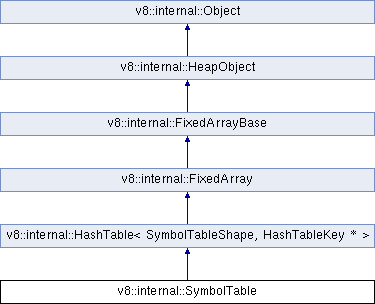 v8::internal::Object
v8::internal::HeapObject
v8::internal::FixedArrayBase
v8::internal::FixedArray
v8::internal::HashTable< SymbolTableShape, HashTableKey * >
v8::internal::SymbolTable